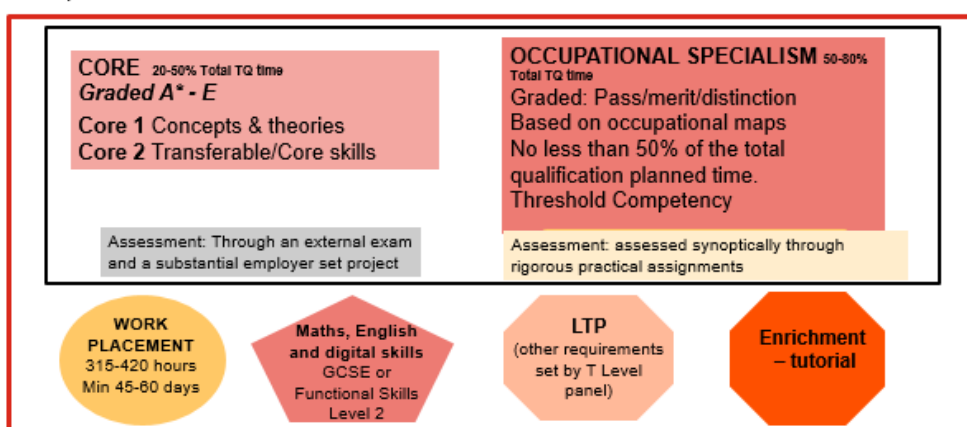 CORE 20-50% Total TQ time
Graded A* - E
Core 1 Concepts & theories
Core 2 Transferable/Core skills
Assessment: Through an external exam
and a substantial employer set project
OCCUPATIONAL SPECIALISM 50-80%
Total TQ time
Graded: Pass/merit/distinction
Based on occupational maps
No less than 50% of the total
qualification planned time.
Threshold Competency
Assessment: assessed synoptically through
rigorous practical assignments
WORK
PLACEMENT
315-420 hours
Min 45-60 days
Maths, English
and digital skills
GCSE or
Functional Skills
Level 2
LTP
(other requirements
set by T Level
panel)
Enrichment
– tutorial